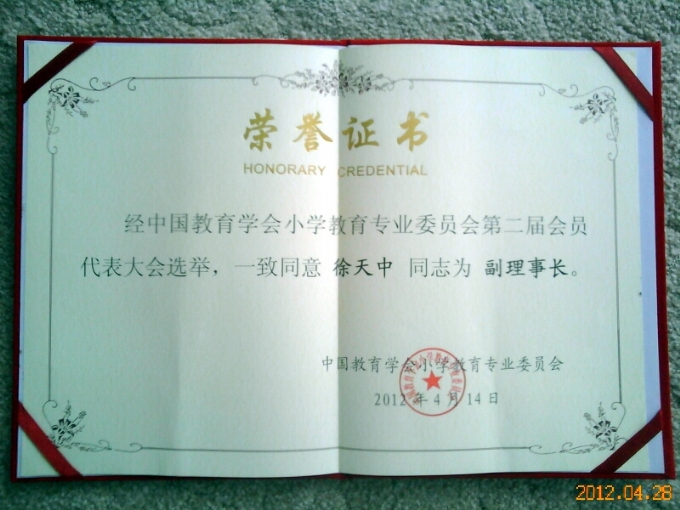 荣誉证书
HONORARY CREDENTIAL
经中国教育学会小学教育专业委员会第二届会员
代表大会选举，一致同意 徐天中 同志为 副理事长。
中国教育学会小学教育专业委员会
2012年4月14日
2012.04.28